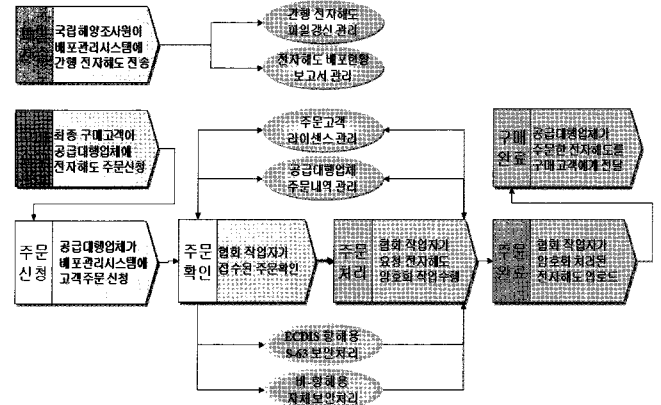 국립해양조사원이
배포관리시스템에
간행 전자해도 전송
간행 전자해도
파일갱신 관리
전자해도 배포현황
보고서 관리
최종 구매고객이
공급대행업체에
전자해도 주문신청
주문고객
라이센스 관리
공급대행업체
주문내역 관리
구매
완료
공급대행업체가
주문한 전자해도를
구매 고객에게 전달
주문
신청
공급대행업체가
배포관리시스템에
고객주문 신청
주문
확인
협회 작업자가
접수된 주문확인
주문
처리
협회 작업자가
요청 전자해도
암호화 작업수행
주문
완료
협회 작업자가
암호화 처리된
전자해도 업로드
ECDIS 항해용
S-63 보안처리
비-항해용
자체보안처리